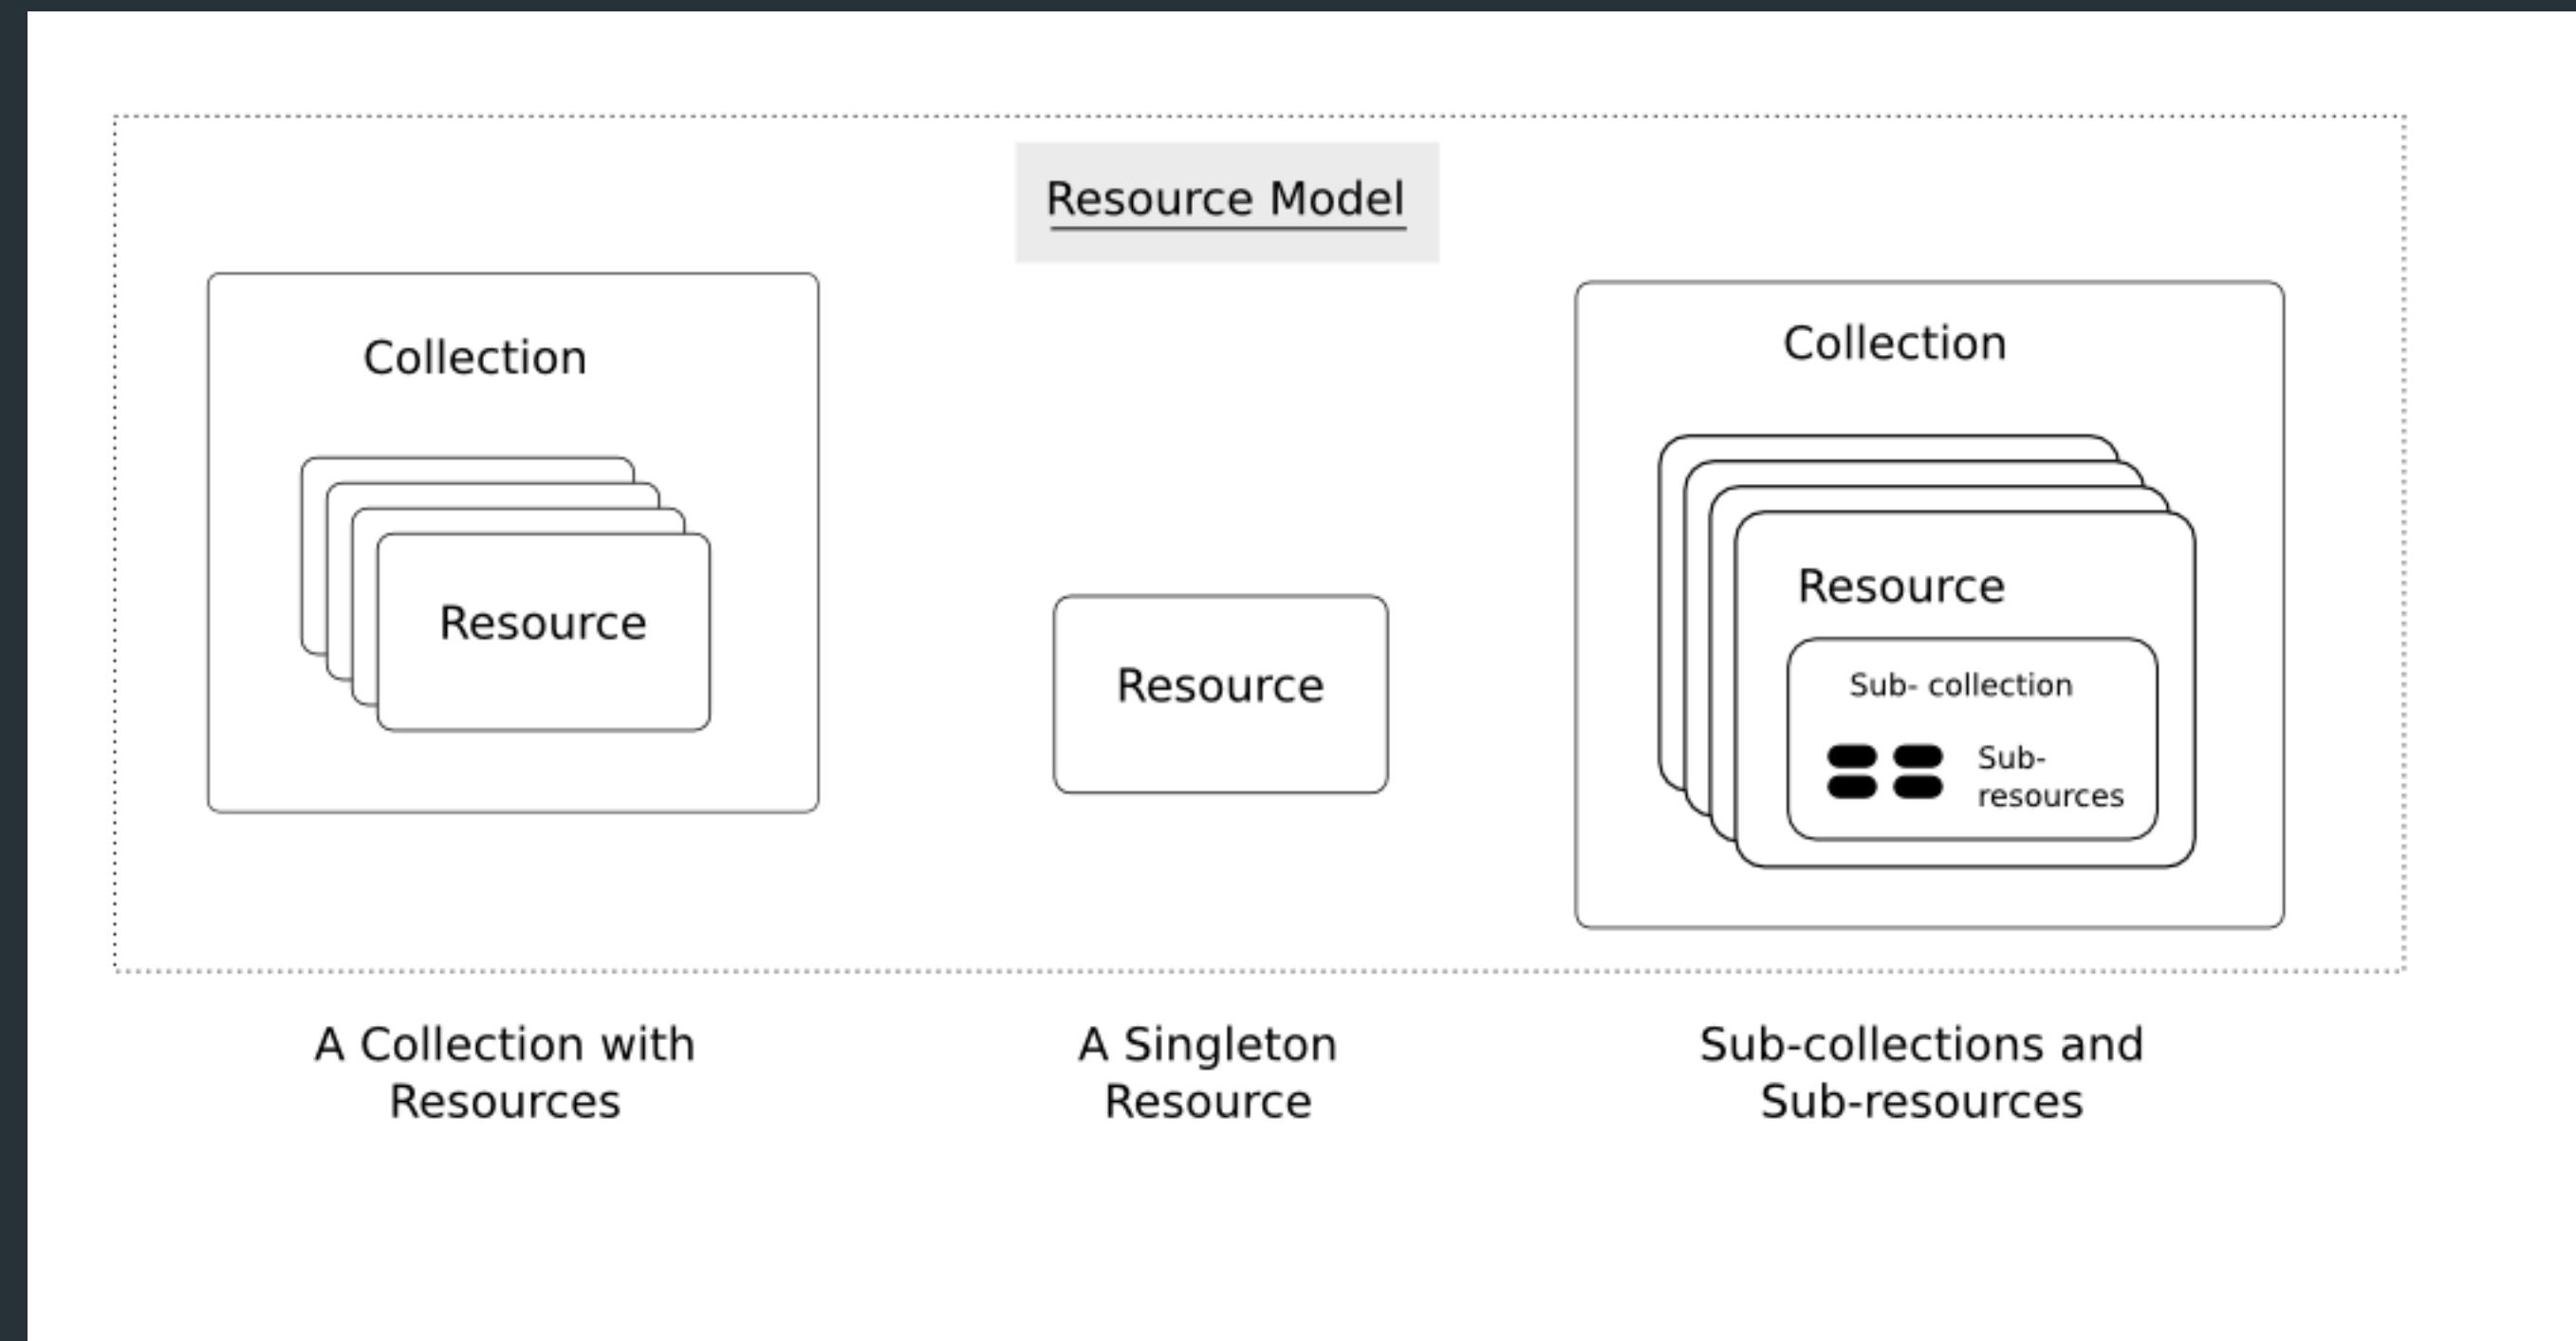 Resource Model
Collection
Resource
Resource
Collection
Resource
Sub- collection
Sub-
resources
A Collection with
Resources
A Singleton
Resource
Sub-collections and
Sub-resources